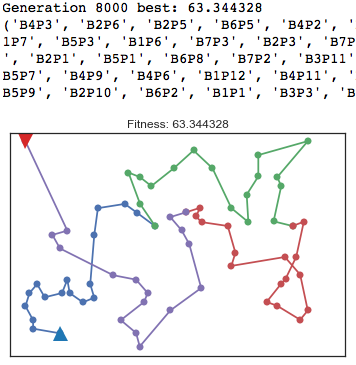 Generation 8000 best: 63.344328
('B4P3', 'B2P6', 'B2P5', 'B6P5', 'B4P2', '
1P7', 'B5P3', 'B1P6', 'B7P3', 'B2P3', 'B7P
', 'B2P1', 'B5P1', 'B6P8', 'B7P2', 'B3P11'
B5P7', 'B4P9', 'B4P6', 'B1P12', 'B4P11',
B5P9', 'B2P10', 'B6P2', 'B1P1', 'B3P3', 'B
Fitness: 63.344328